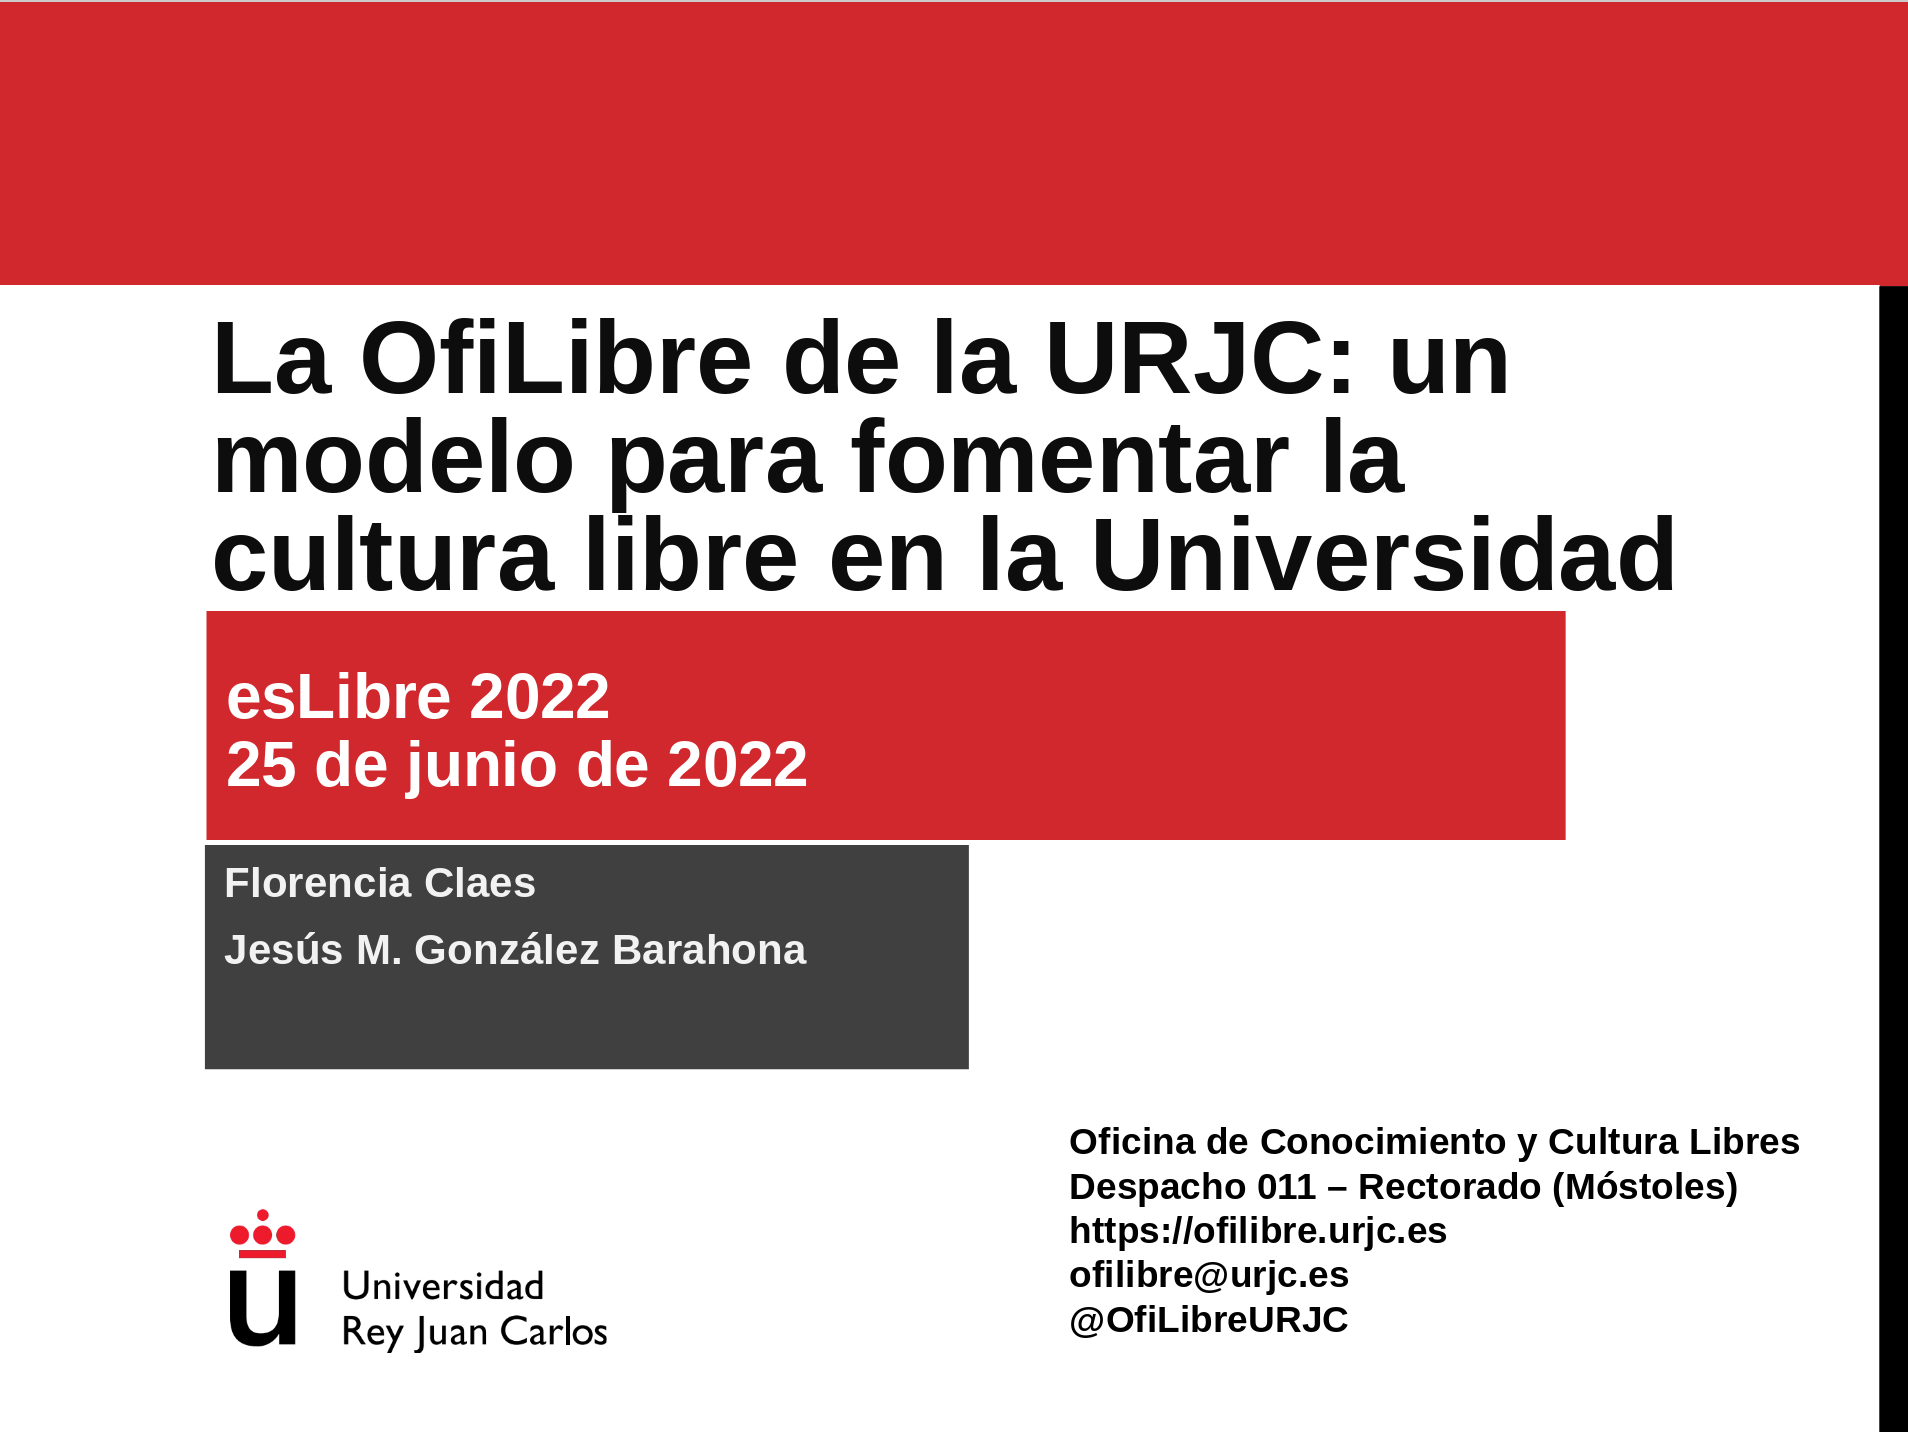 La OfiLibre de la URJC: un
modelo para fomentar la
cultura libre en la Universidad
esLibre 2022
25 de junio de 2022
Florencia Claes
Jesús M. González Barahona
Oficina de Conocimiento y Cultura Libres
Despacho 011 – Rectorado (Móstoles)
https://ofilibre.urjc.es
ofilibre@urjc.es
@OfiLibreURJC
u
Universidad
Rey Juan Carlos